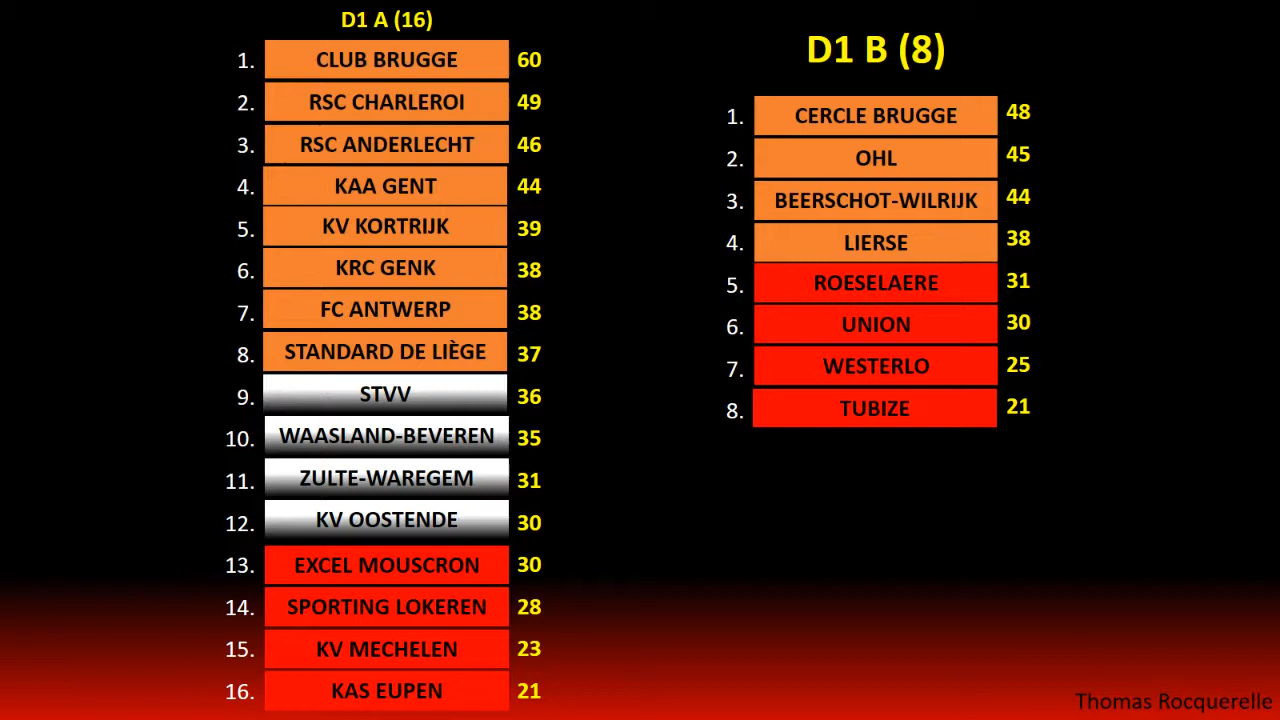 D1 A (16)
1. CLUB BRUGGE 60
2. RSC CHARLEROI 49
3. RSC ANDERLECHT 46
4. KAA GENT 44
5. KV KORTRIJK 39
6. KRC GENK 38
7. FC ANTWERP 38
8. STANDARD DE LIÈGE 37
9. STVV 36
10. WAASLAND-BEVEREN 35
11. ZULTE-WAREGEM 31
12. KV OOSTENDE 30
13. EXCEL MOUSCRON 30
14. SPORTING LOKEREN 28
15. KV MECHELEN 23
16. KAS EUPEN 21
D1 B (8)
1. CERCLE BRUGGE 48
2. OHL 45
3. BEERSCHOT-WILRIJK 44
4. LIERSE 38
5. ROESELAERE 31
6. UNION 30
7. WESTERLO 25
8. TUBIZE 21
Thomas Rocquerelle